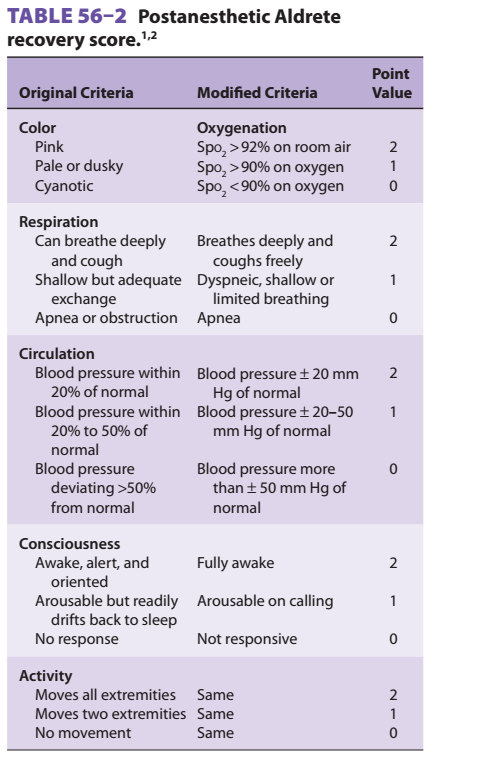 TABLE 56–2 Postanesthetic Aldrete
recovery score.1,2
Point
Original Criteria Modified Criteria Value
Color Oxygenation
Pink Spo2 >92% on room air 2
Pale or dusky Spo2 >90% on oxygen 1
Cyanotic Spo2 <90% on oxygen 0
Respiration
Can breathe deeply Breathes deeply and 2
and cough coughs freely
Shallow but adequate Dyspneic, shallow or 1
exchange limited breathing
Apnea or obstruction Apnea 0
Circulation
Blood pressure within Blood pressure ± 20 mm 2
20% of normal Hg of normal
Blood pressure within Blood pressure ± 20–50 1
20% to 50% of mm Hg of normal
normal
Blood pressure Blood pressure more 0
deviating >50% than ± 50 mm Hg of
from normal normal
Consciousness
Awake, alert, and Fully awake 2
oriented
Arousable but readily Arousable on calling 1
drifts back to sleep
No response Not responsive 0
Activity
Moves all extremities Same 2
Moves two extremities Same 1
No movement Same 0